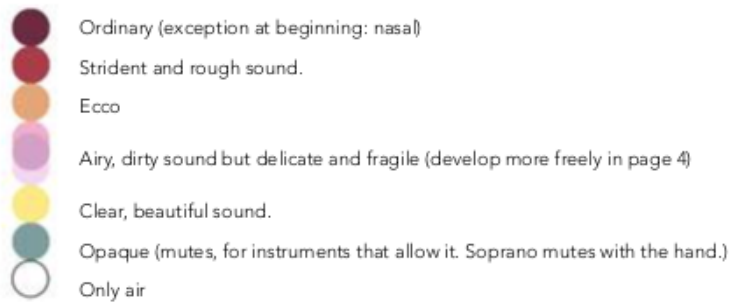 Ordinary (exception at beginning: nasal)
Strident and rough sound.
Ecco
Airy, dirty sound but delicate and fragile (develop more freely in page 4)
Clear, beautiful sound.
Opaque (mutes, for instruments that allow it. Soprano mutes with the hand.)
Only air